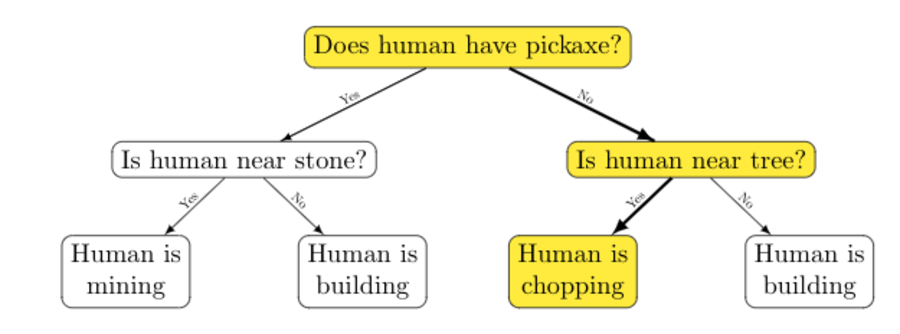 Does human have pickaxe?
Yes
No
Is human near stone?
Is human near tree?
Yes
No
Yes
No
Human is
mining
Human is
building
Human is
chopping
Human is
building